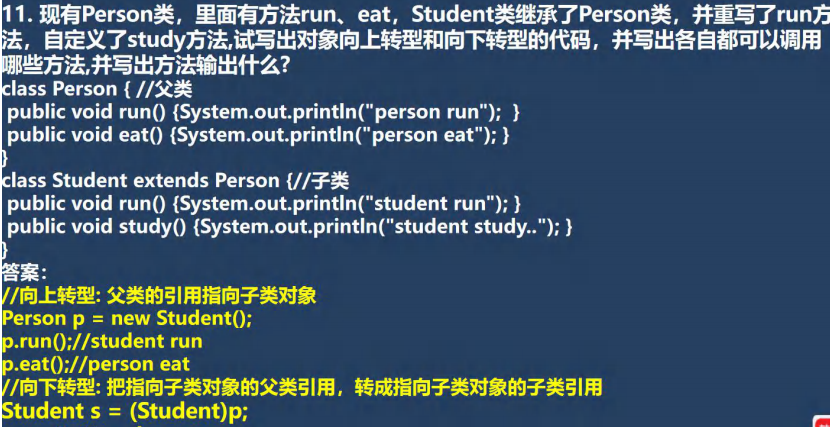 11. 现有Person类，里面有方法run、eat，Student类继承了Person类，并重写了run方
法，自定义了study方法,试写出对象向上转型和向下转型的代码，并写出各自都可以调用
哪些方法,并写出方法输出什么?
class Person { //父类
public void run() {System.out.println("person run"); }
public void eat() {System.out.println("person eat"); }
}
class Student extends Person {//子类
public void run() {System.out.println("student run"); }
public void study() {System.out.println("student study.."); }
}
答案：
//向上转型: 父类的引用指向子类对象
Person p = new Student();
p.run();//student run
p.eat();//person eat
//向下转型: 把指向子类对象的父类引用，转成指向子类对象的子类引用
Student s = (Student)p;